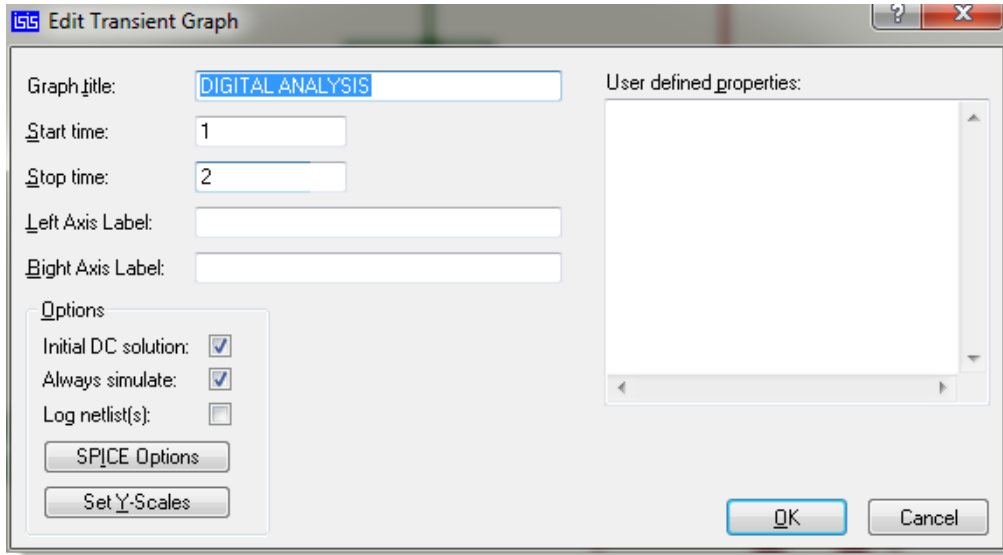 isis Edit Transient Graph
?
X
Graph title:
DIGITAL ANALYSIS
Start time:
1
Stop time:
2
Left Axis Label:
Right Axis Label:
Options
Initial DC solution:
Always simulate:
Log netlist(s):
SPICE Options
Set Y-Scales
User defined properties:
OK
Cancel